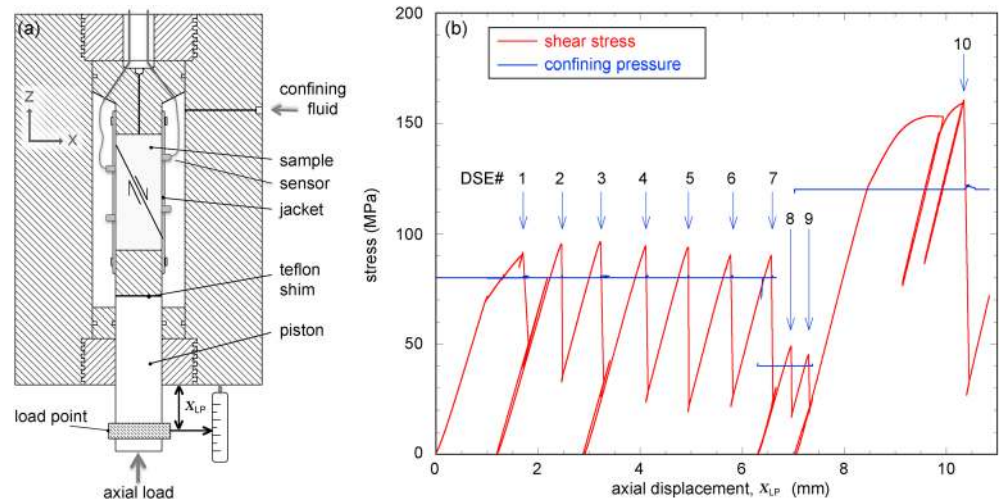 (a)
Z
X
confining
fluid
sample
sensor
jacket
teflon
shim
piston
load point
X LP
axial load
(b)
shear stress
confining pressure
DSE# 1 2 3 4 5 6 7
8 9
10
200
150
100
50
0
stress (MPa)
0 2 4 6 8 10
axial displacement, X LP (mm)